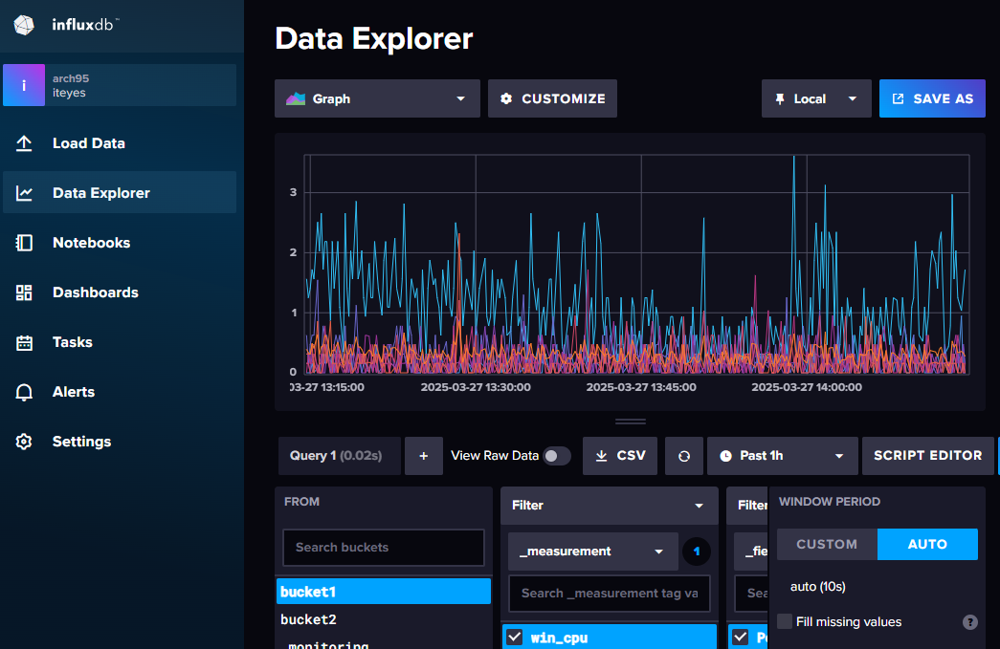 influxdb™
i
arch95
iteyes
Load Data
Data Explorer
Notebooks
Dashboards
Tasks
Alerts
Settings
Data Explorer
Graph
CUSTOMIZE
Local
SAVE AS
3
2
1
0
03-27 13:15:00
2025-03-27 13:30:00
2025-03-27 13:45:00
2025-03-27 14:00:00
Query 1 (0.02s)
+
View Raw Data
CSV
Past 1h
SCRIPT EDITOR
FROM
Search buckets
bucket1
bucket2
_monitoring
Filter
_measurement
1
Search _measurement tag va
win_cpu
Filter
_fie
Sea
WINDOW PERIOD
CUSTOM
AUTO
auto (10s)
Fill missing values
?